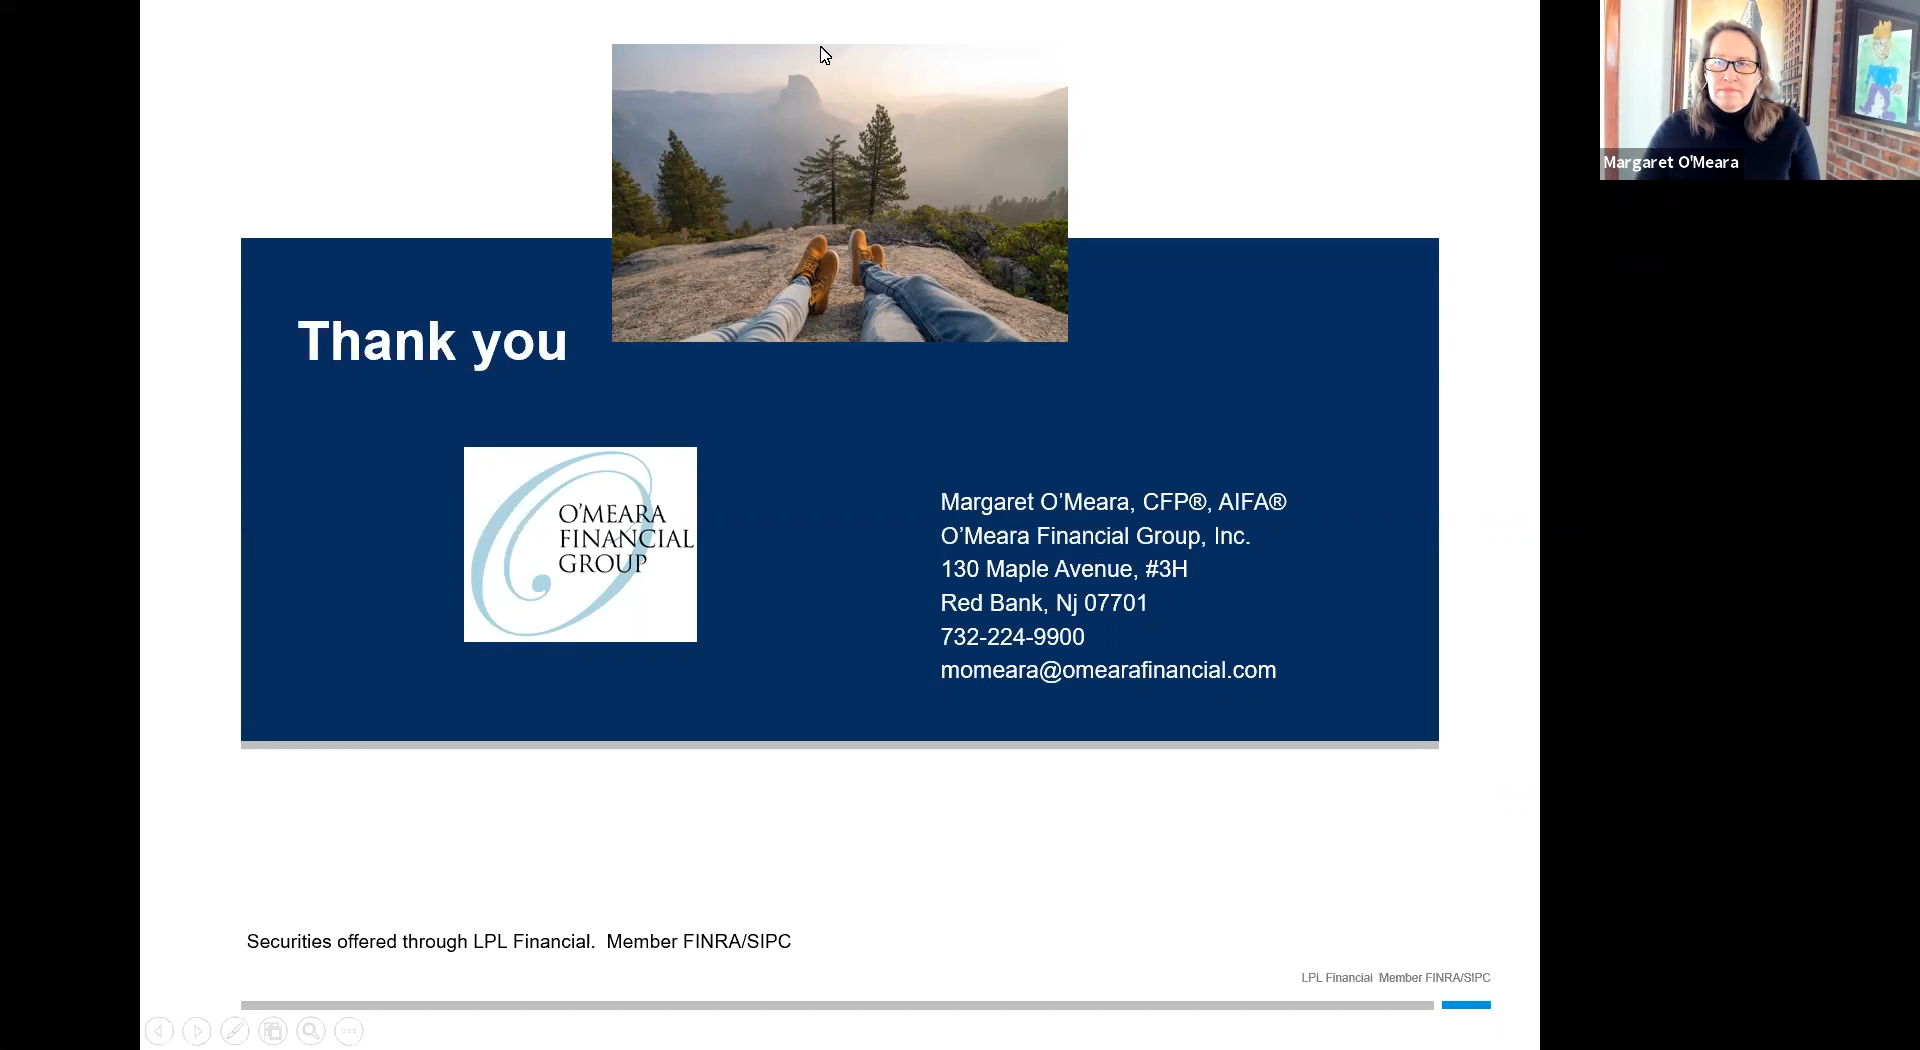 Margaret O'Meara
Thank you
O'MEARA
FINANCIAL
GROUP
Margaret O’Meara, CFP®, AIFA®
O’Meara Financial Group, Inc.
130 Maple Avenue, #3H
Red Bank, Nj 07701
732-224-9900
momeara@omearafinancial.com
Securities offered through LPL Financial.  Member FINRA/SIPC
LPL Financial  Member FINRA/SIPC